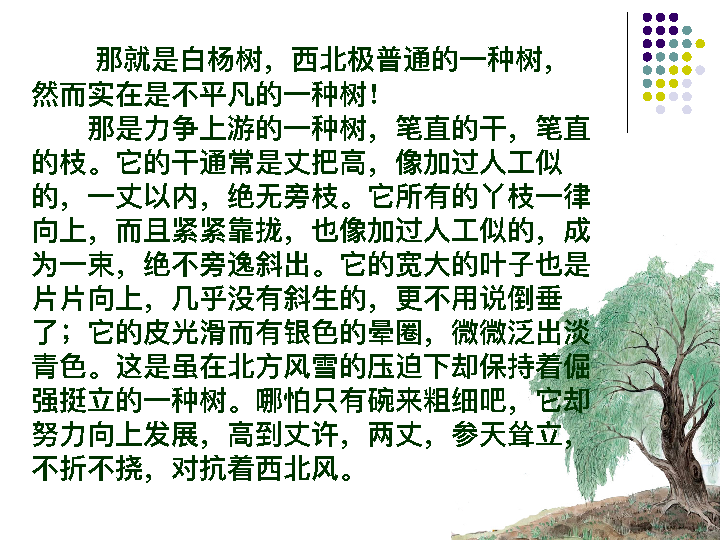 那就是白杨树，西北极普通的一种树，
然而实在是不平凡的一种树！
那是力争上游的一种树，笔直的干，笔直
的枝。它的干通常是丈把高，像加过人工似
的，一丈以内，绝无旁枝。它所有的丫枝一律
向上，而且紧紧靠拢，也像加过人工似的，成
为一束，绝不旁逸斜出。它的宽大的叶子也是
片片向上，几乎没有斜生的，更不用说倒垂
了；它的皮光滑而有银色的晕圈，微微泛出淡
青色。这是虽在北方风雪的压迫下却保持着倔
强挺立的一种树。哪怕只有碗来粗细吧，它却
努力向上发展，高到丈许，两丈，参天耸立，
不折不挠，对抗着西北风。